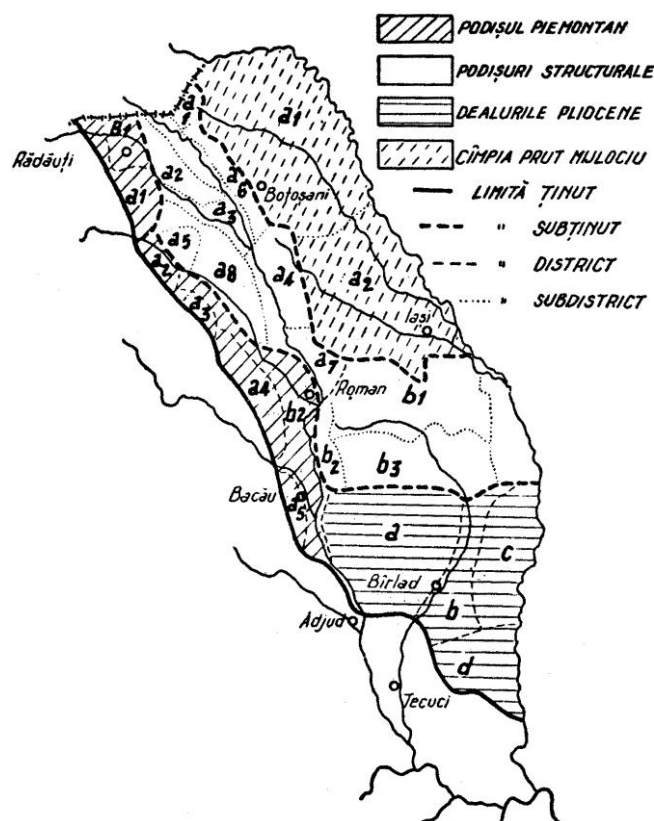 PODIȘUL PIEMONTAN
PODIȘURI STRUCTURALE
DEALURILE PLIOCENE
CÎMPIA PRUT MIJLOCIU
LIMITĂ ȚINUT
" SUBȚINUT
" DISTRICT
" SUBDISTRICT
a1
a
Rădăuți
a2
a6
Botoșani
a1
a3
a5
a8
a4
a2
a2
a3
Iași
a7
a4
Roman
b1
b2
b2
b3
Bacău
a5
a
c
Bîrlad
b
Adjud
d
Tecuci